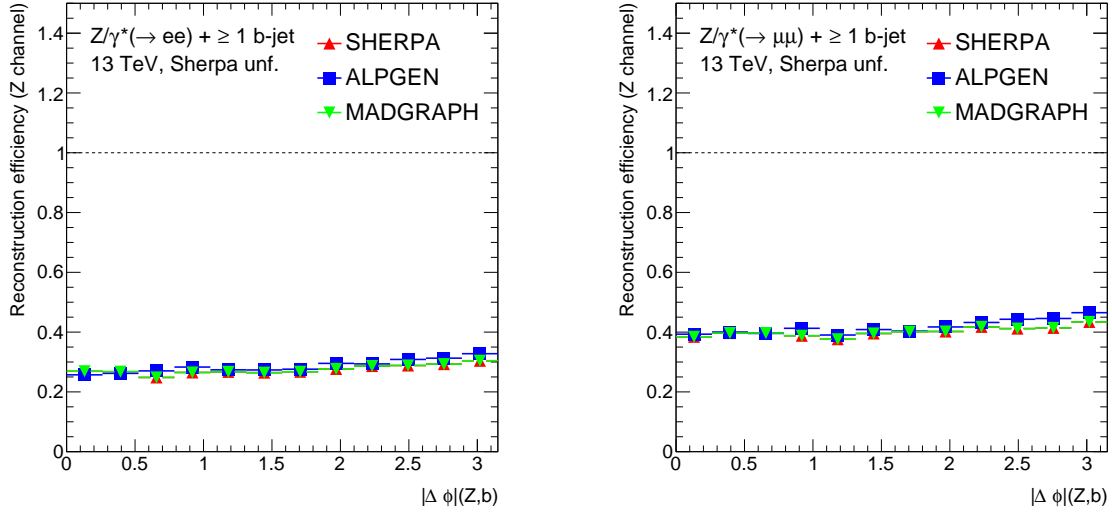 Z/γ*(→ ee) + ≥ 1 b-jet
13 TeV, Sherpa unf.
SHERPA
ALPGEN
MADGRAPH
Reconstruction efficiency (Z channel)
1.4
1.2
1
0.8
0.6
0.4
0.2
0
0 0.5 1 1.5 2 2.5 3
|Δ ϕ|(Z,b)
Z/γ*(→ μμ) + ≥ 1 b-jet
13 TeV, Sherpa unf.
SHERPA
ALPGEN
MADGRAPH
Reconstruction efficiency (Z channel)
1.4
1.2
1
0.8
0.6
0.4
0.2
0
0 0.5 1 1.5 2 2.5 3
|Δ ϕ|(Z,b)